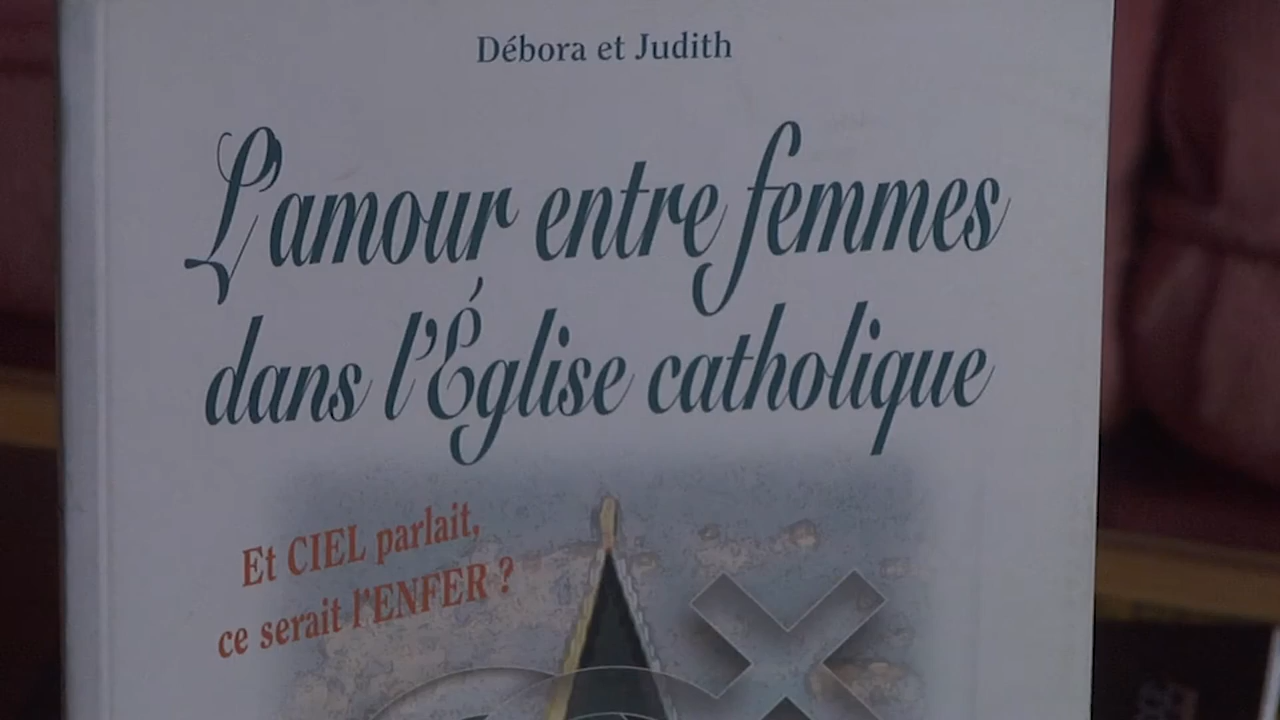 Débora et Judith
L'amour entre femmes
dans l'Église catholique
Et CIEL parlait,
ce serait l'ENFER ?